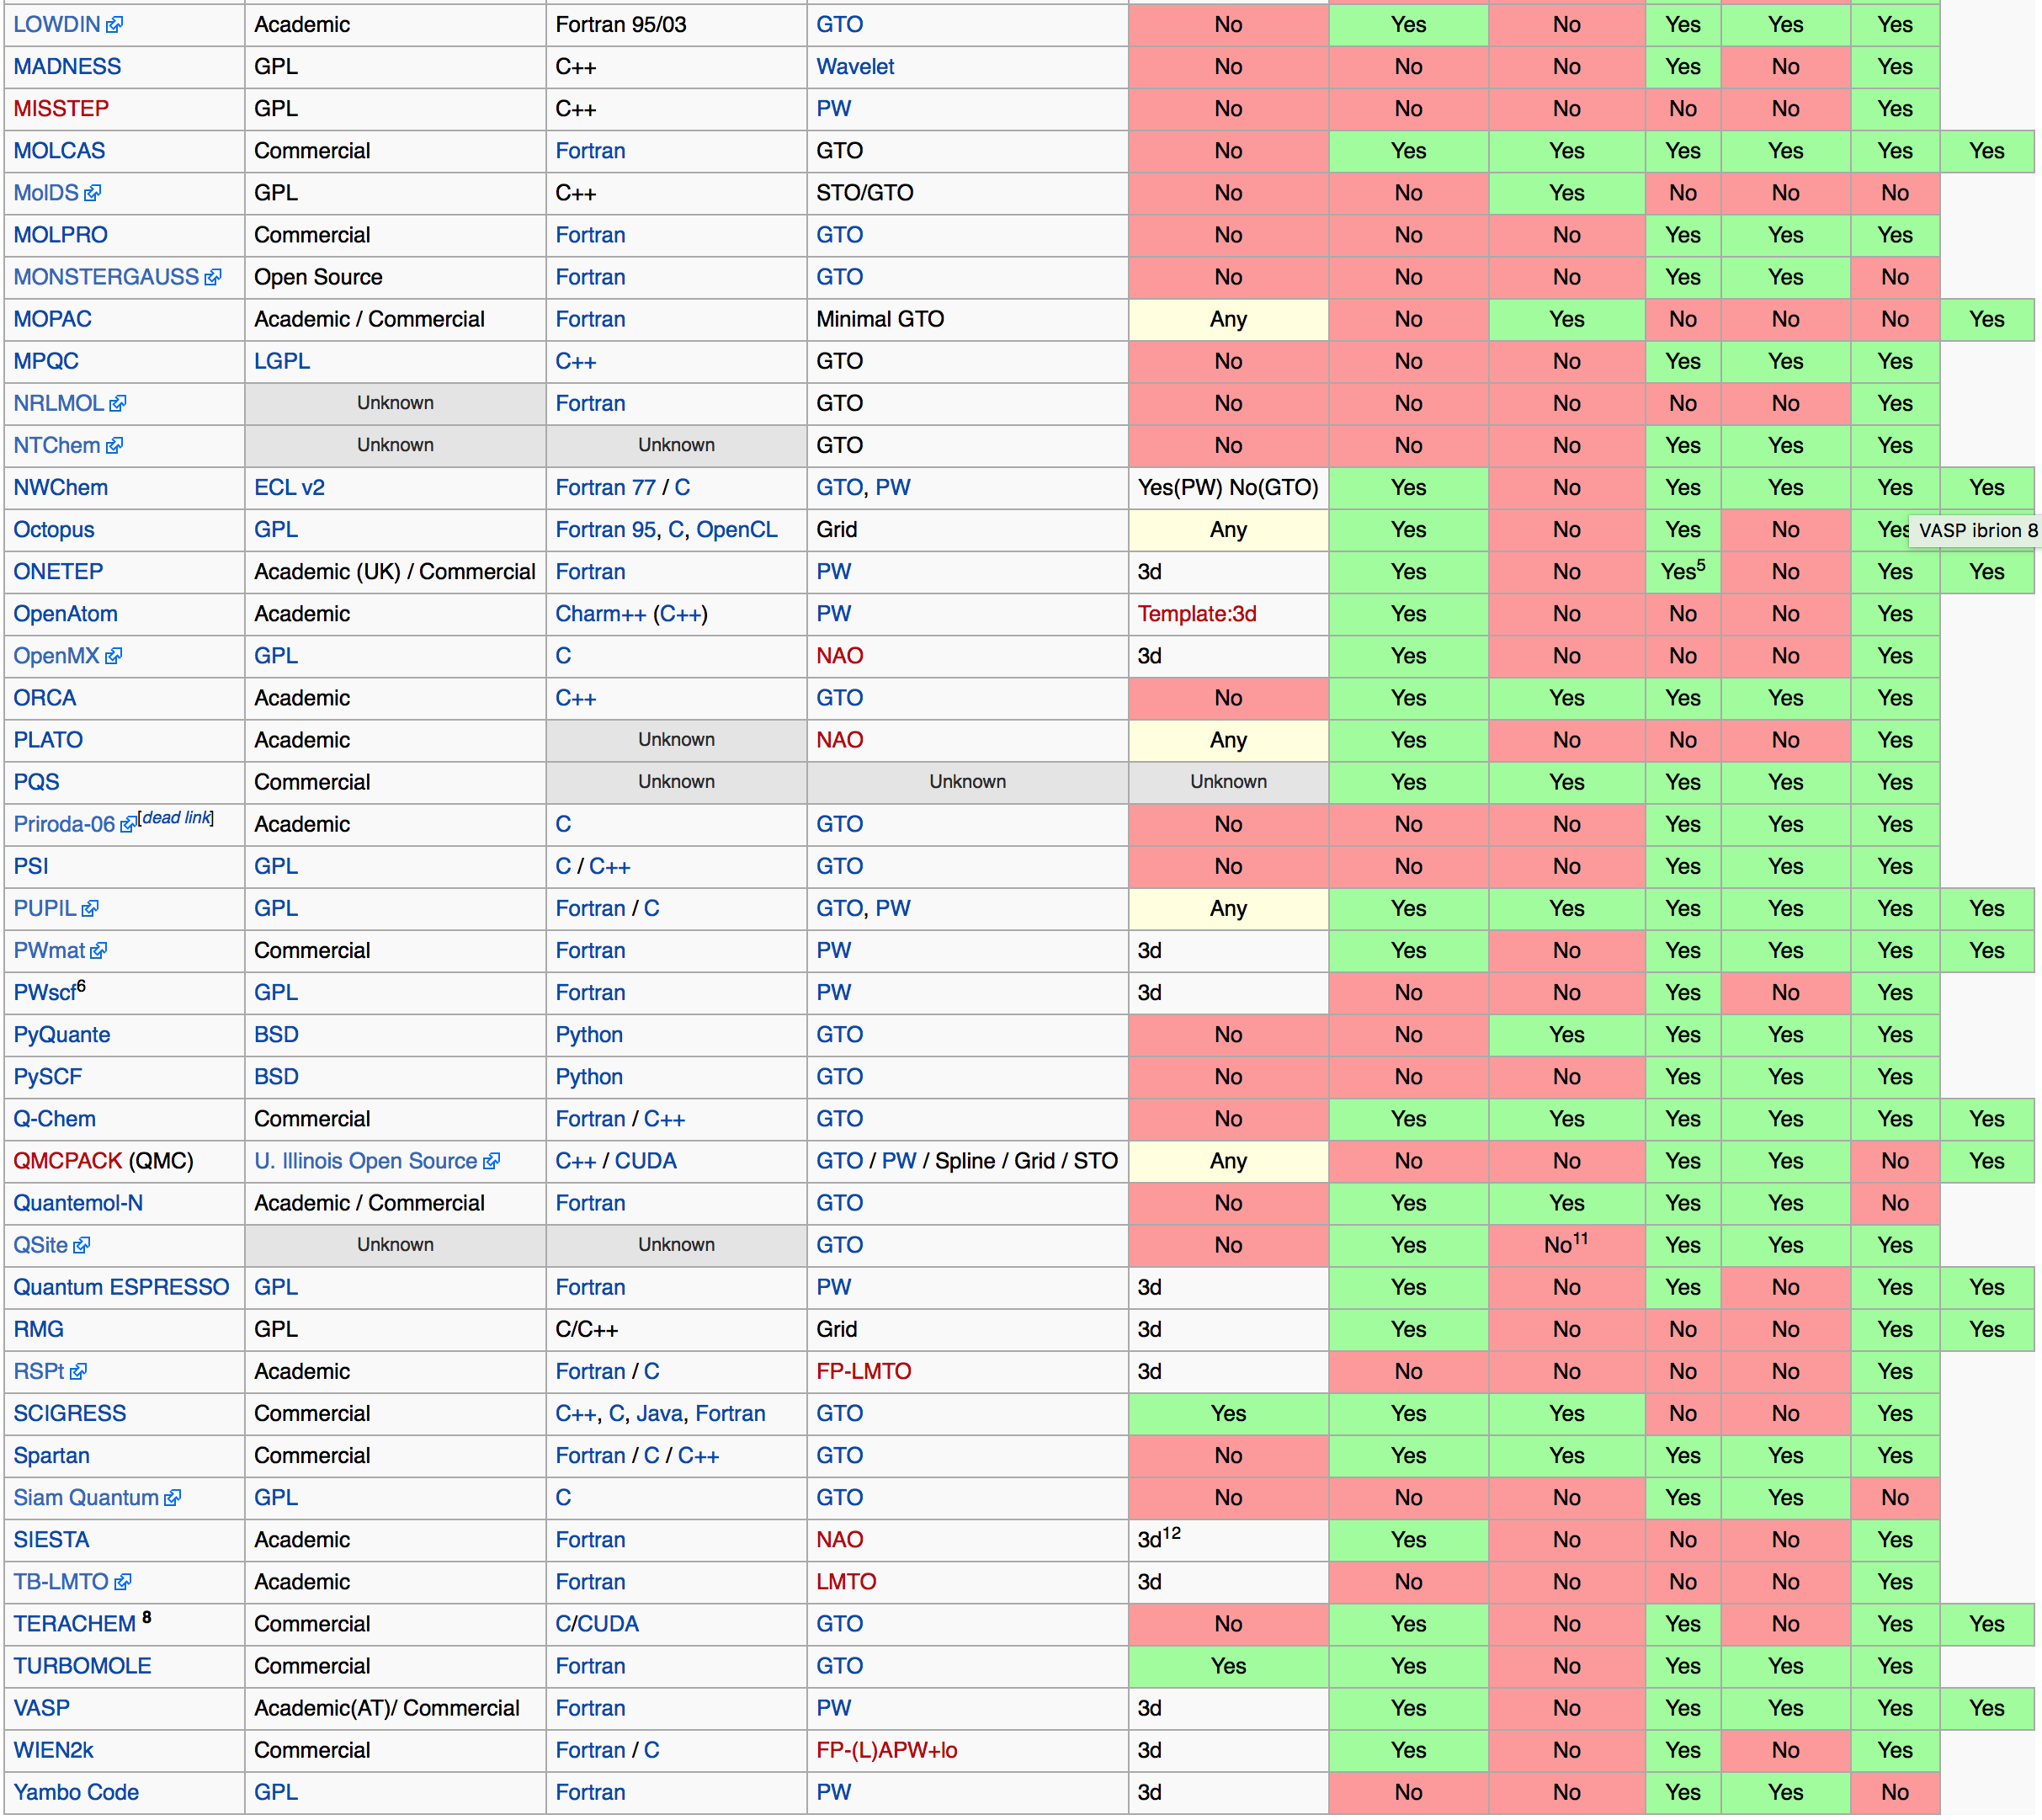 LOWDIN Academic Fortran 95/03 GTO No Yes No Yes Yes Yes
MADNESS GPL C++ Wavelet No No No Yes No Yes
MISSTEP GPL C++ PW No No No No No Yes
MOLCAS Commercial Fortran GTO No Yes Yes Yes Yes Yes Yes
MolDS GPL C++ STO/GTO No No Yes No No No
MOLPRO Commercial Fortran GTO No No No Yes Yes Yes
MONSTERGAUSS Open Source Fortran GTO No No No Yes Yes No
MOPAC Academic / Commercial Fortran Minimal GTO Any No Yes No No No Yes
MPQC LGPL C++ GTO No No No Yes Yes Yes
NRLMOL Unknown Fortran GTO No No No No No Yes
NTChem Unknown Unknown GTO No No No Yes Yes Yes
NWChem ECL v2 Fortran 77 / C GTO, PW Yes(PW) No(GTO) Yes No Yes Yes Yes Yes
Octopus GPL Fortran 95, C, OpenCL Grid Any Yes No Yes No Yes VASP ibrion 8
ONETEP Academic (UK) / Commercial Fortran PW 3d Yes No Yes5 No Yes Yes
OpenAtom Academic Charm++ (C++) PW Template:3d Yes No No No Yes
OpenMX GPL C NAO 3d Yes No No No Yes
ORCA Academic C++ GTO No Yes Yes Yes Yes Yes
PLATO Academic Unknown NAO Any Yes No No No Yes
PQS Commercial Unknown Unknown Unknown Yes Yes Yes Yes Yes
Priroda-06 [dead link] Academic C GTO No No No Yes Yes Yes
PSI GPL C / C++ GTO No No No Yes Yes Yes
PUPIL GPL Fortran / C GTO, PW Any Yes Yes Yes Yes Yes Yes
PWmat Commercial Fortran PW 3d Yes No Yes Yes Yes Yes
PWscf6 GPL Fortran PW 3d No No Yes No Yes
PyQuante BSD Python GTO No No Yes Yes Yes Yes
PySCF BSD Python GTO No No No Yes Yes Yes
Q-Chem Commercial Fortran / C++ GTO No Yes Yes Yes Yes Yes Yes
QMCPACK (QMC) U. Illinois Open Source C++ / CUDA GTO / PW / Spline / Grid / STO Any No No Yes Yes No Yes
Quantemol-N Academic / Commercial Fortran GTO No Yes Yes Yes Yes No
QSite Unknown Unknown GTO No Yes No11 Yes Yes Yes
Quantum ESPRESSO GPL Fortran PW 3d Yes No Yes No Yes Yes
RMG GPL C/C++ Grid 3d Yes No No No Yes Yes
RSPt Academic Fortran / C FP-LMTO 3d No No No No Yes
SCIGRESS Commercial C++, C, Java, Fortran GTO Yes Yes Yes No No Yes
Spartan Commercial Fortran / C / C++ GTO No Yes Yes Yes Yes Yes
Siam Quantum GPL C GTO No No No Yes Yes No
SIESTA Academic Fortran NAO 3d12 Yes No No No Yes
TB-LMTO Academic Fortran LMTO 3d No No No No Yes
TERACHEM 8 Commercial C/CUDA GTO No Yes No Yes No Yes Yes
TURBOMOLE Commercial Fortran GTO Yes Yes No Yes Yes Yes
VASP Academic(AT)/ Commercial Fortran PW 3d Yes No Yes Yes Yes Yes
WIEN2k Commercial Fortran / C FP-(L)APW+lo 3d Yes No Yes No Yes
Yambo Code GPL Fortran PW 3d No No Yes Yes No